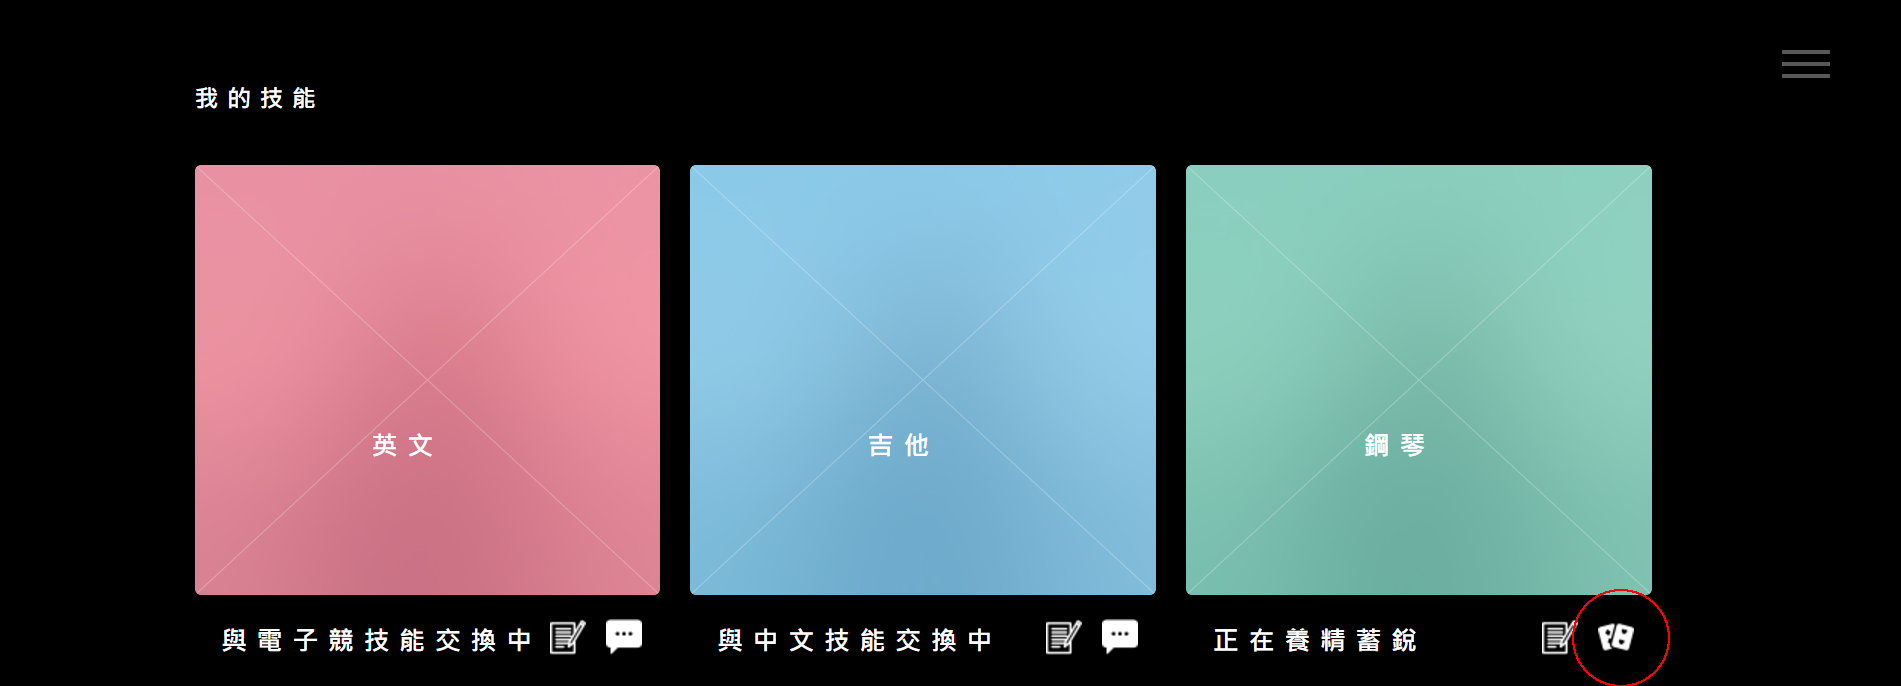 我的技能
英文
吉他
鋼琴
與電子競技能交換中
與中文技能交換中
正在養精蓄銳